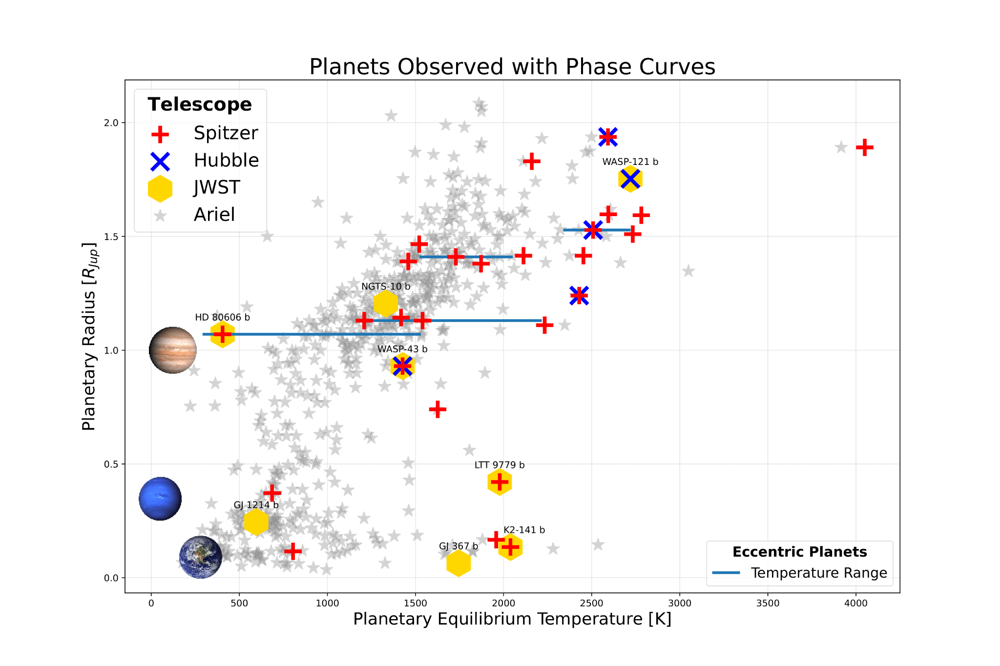 Planets Observed with Phase Curves
Telescope
Spitzer
Hubble
JWST
Ariel
WASP-121 b
NGTS-10 b
HD 80606 b
WASP-43 b
LTT 9779 b
GJ 1214 b
K2-141 b
GJ 367 b
Eccentric Planets
Temperature Range
2.0
1.5
1.0
0.5
0.0
Planetary Radius [R_Jup]
0 500 1000 1500 2000 2500 3000 3500 4000
Planetary Equilibrium Temperature [K]